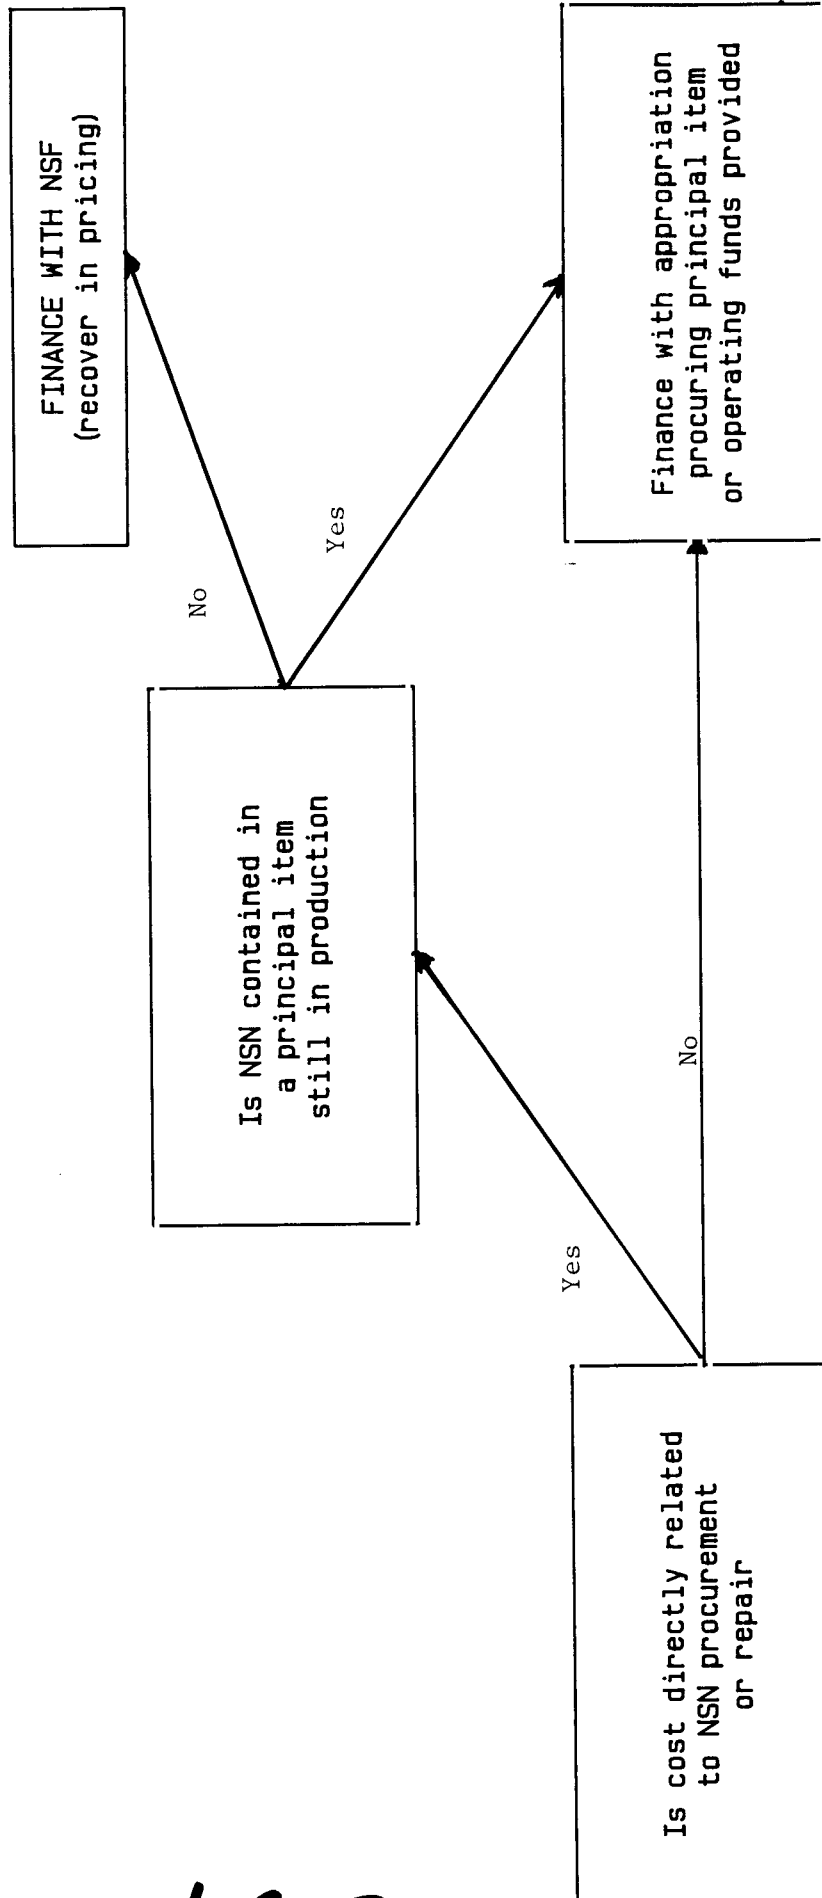 Is cost directly related
to NSN procurement
or repair
Yes
No
Is NSN contained in
a principal item
still in production
No
Yes
FINANCE WITH NSF
(recover in pricing)
Finance with appropriation
procuring principal item
or operating funds provided